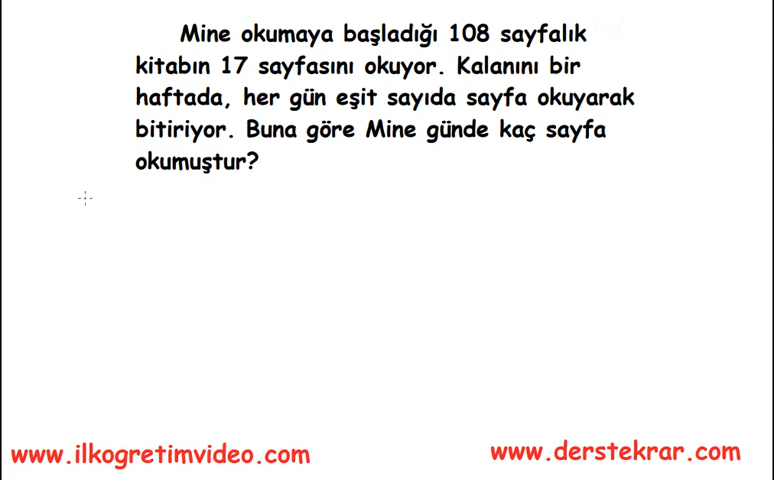 Mine okumaya başladığı 108 sayfalık
kitabın 17 sayfasını okuyor. Kalanını bir
haftada, her gün eşit sayıda sayfa okuyarak
bitiriyor. Buna göre Mine günde kaç sayfa
okumuştur?
www.ilkogretimvideo.com
www.derstekrar.com